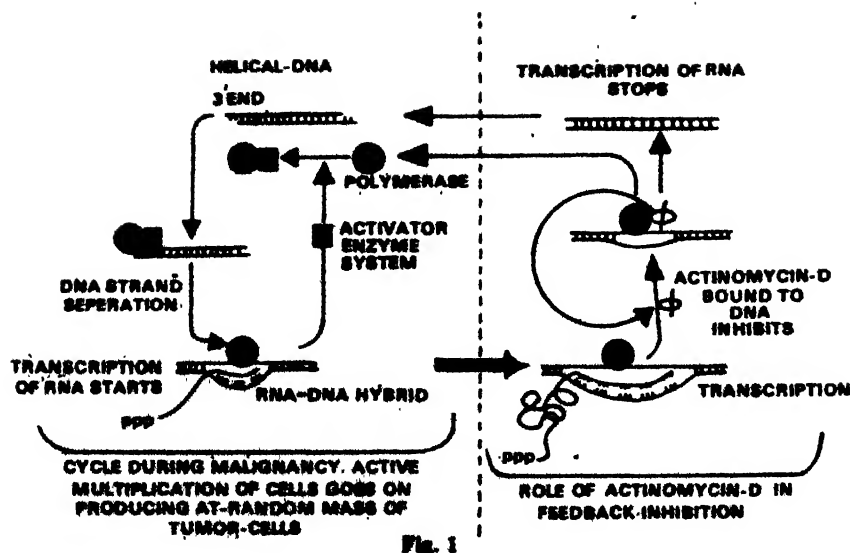 HELICAL-DNA
3 END
POLYMERASE
ACTIVATOR
ENZYME
SYSTEM
DNA STRAND
SEPERATION
TRANSCRIPTION
OF RNA STARTS
RNA-DNA HYBRID
ppp
CYCLE DURING MALIGNANCY. ACTIVE
MULTIPLICATION OF CELLS GOES ON
PRODUCING AT-RANDOM MASS OF
TUMOR-CELLS
TRANSCRIPTION OF RNA
STOPS
ACTINOMYCIN-D
BOUND TO
DNA
INHIBITS
TRANSCRIPTION
ppp
ROLE OF ACTINOMYCIN-D IN
FEEDBACK-INHIBITION
Fig. 1